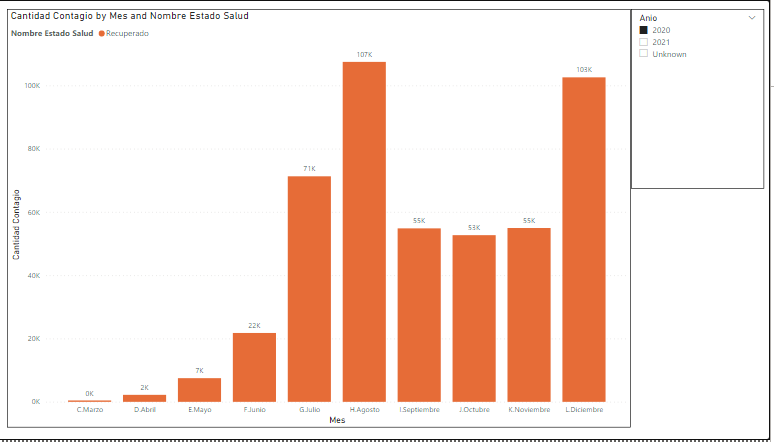 Cantidad Contagio by Mes and Nombre Estado Salud
Nombre Estado Salud Recuperado
Cantidad Contagio
100K
80K
60K
40K
20K
0K
0K
2K
7K
22K
71K
107K
55K
53K
55K
103K
C.Marzo D.Abril E.Mayo F.Junio G.Julio H.Agosto I.Septiembre J.Octubre K.Noviembre L.Diciembre
Mes
Anio
2020
2021
Unknown